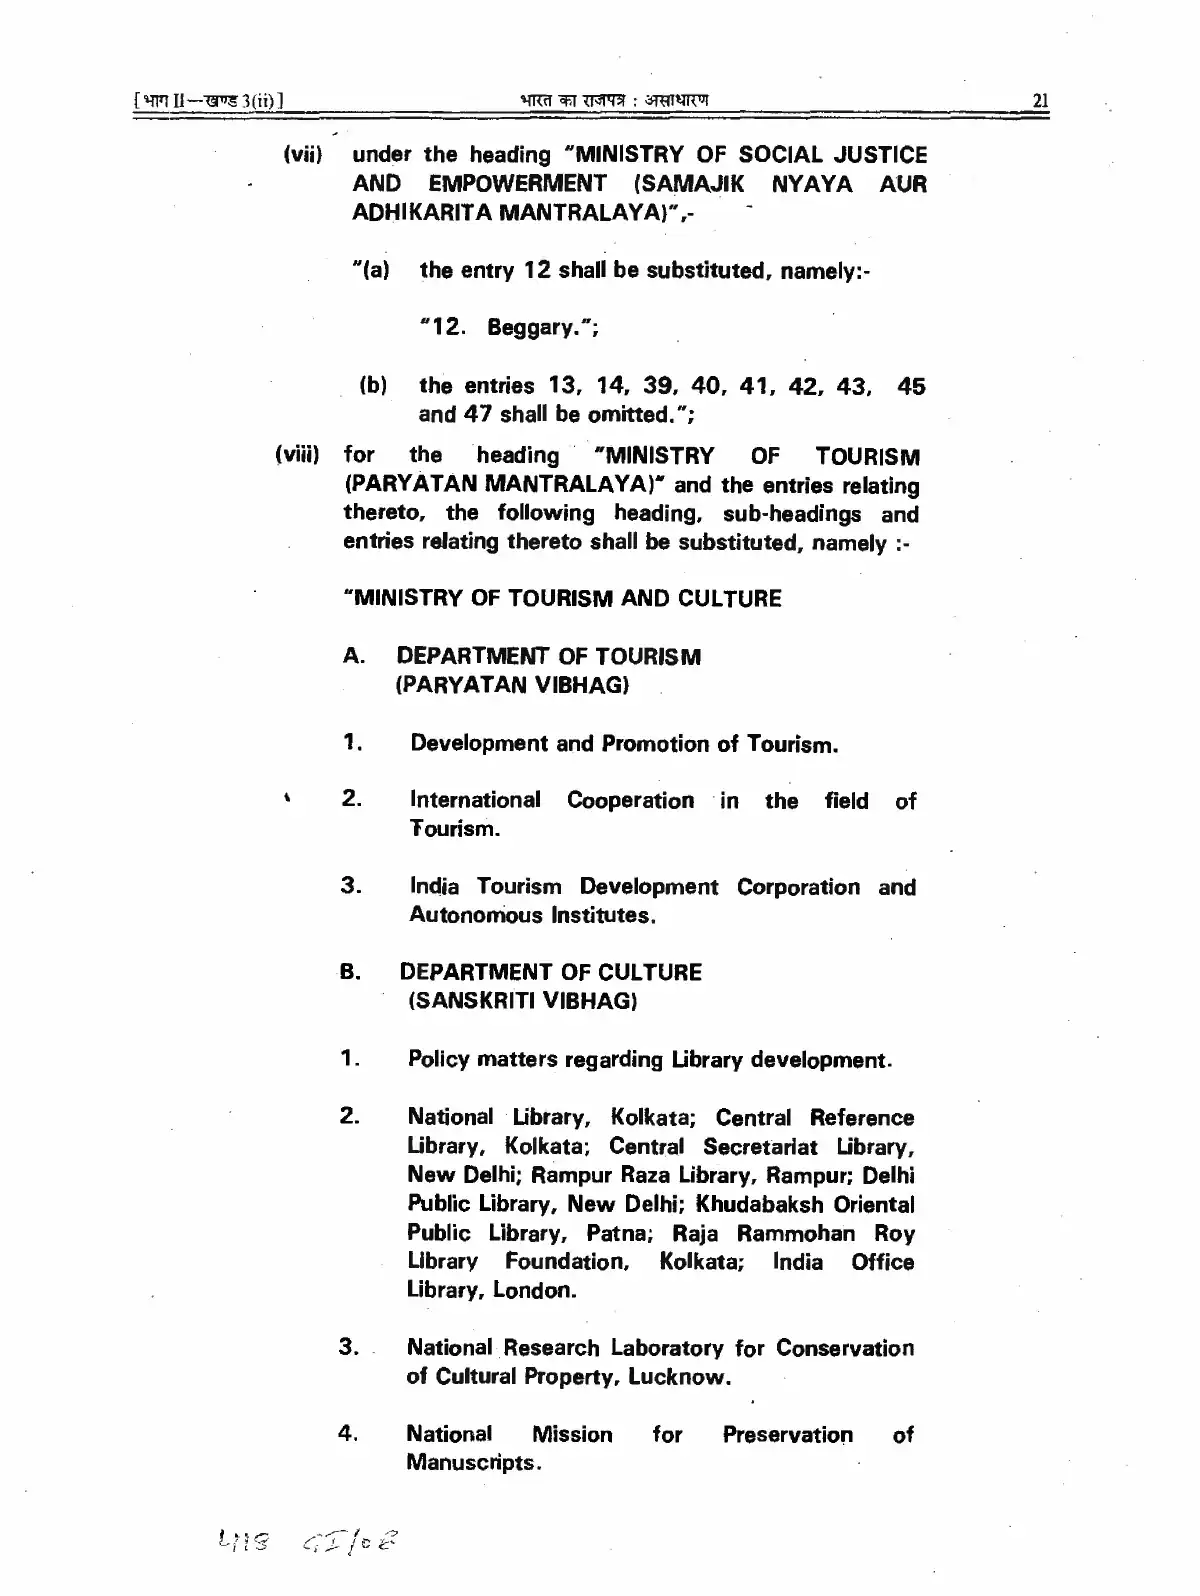 [ भाग II—खण्ड 3(ii) ] भारत का राजपत्र : असाधारण 21
(vii) under the heading "MINISTRY OF SOCIAL JUSTICE
AND EMPOWERMENT (SAMAJIK NYAYA AUR
ADHIKARITA MANTRALAYA)",-
"(a) the entry 12 shall be substituted, namely:-
"12. Beggary.";
(b) the entries 13, 14, 39, 40, 41, 42, 43, 45
and 47 shall be omitted.";
(viii) for the heading "MINISTRY OF TOURISM
(PARYATAN MANTRALAYA)" and the entries relating
thereto, the following heading, sub-headings and
entries relating thereto shall be substituted, namely :-
"MINISTRY OF TOURISM AND CULTURE
A. DEPARTMENT OF TOURISM
(PARYATAN VIBHAG)
1. Development and Promotion of Tourism.
2. International Cooperation in the field of
Tourism.
3. India Tourism Development Corporation and
Autonomous Institutes.
B. DEPARTMENT OF CULTURE
(SANSKRITI VIBHAG)
1. Policy matters regarding Library development.
2. National Library, Kolkata; Central Reference
Library, Kolkata; Central Secretariat Library,
New Delhi; Rampur Raza Library, Rampur; Delhi
Public Library, New Delhi; Khudabaksh Oriental
Public Library, Patna; Raja Rammohan Roy
Library Foundation, Kolkata; India Office
Library, London.
3. National Research Laboratory for Conservation
of Cultural Property, Lucknow.
4. National Mission for Preservation of
Manuscripts.